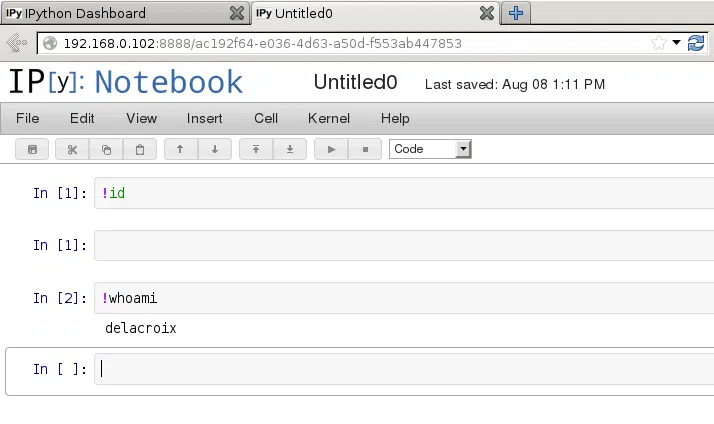 IPy IPython Dashboard IPy Untitled0
192.168.0.102:8888/ac192f64-e036-4d63-a50d-f553ab447853
IP[y]: Notebook Untitled0 Last saved: Aug 08 1:11 PM
File Edit View Insert Cell Kernel Help
Code
In [1]: !id
In [1]:
In [2]: !whoami
delacroix
In [ ]: